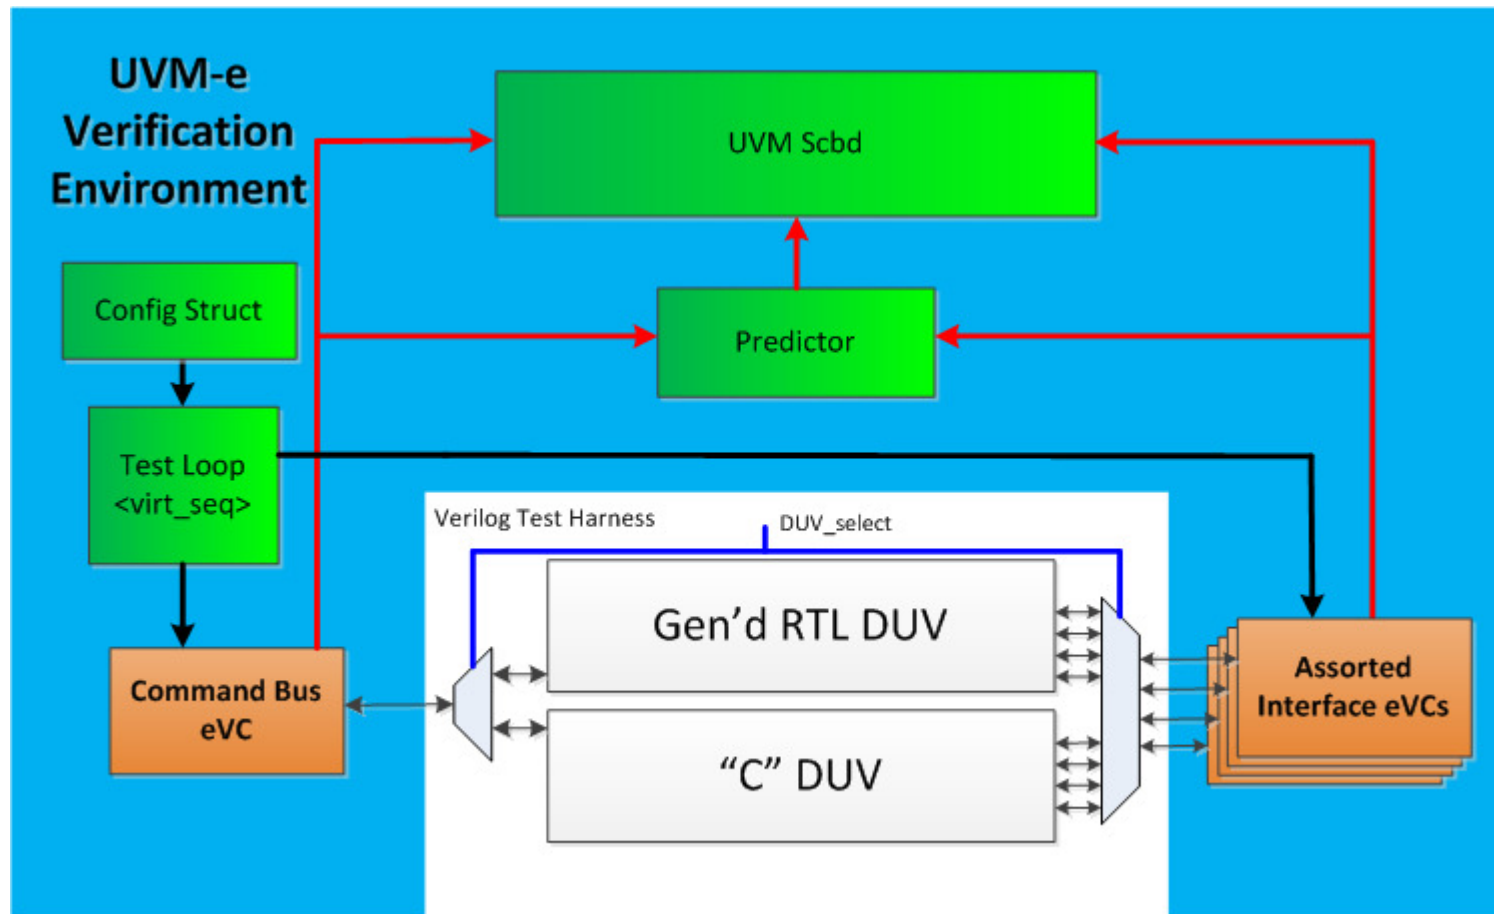 UVM-e
Verification
Environment
UVM Scbd
Config Struct
Predictor
Test Loop
<virt_seq>
Verilog Test Harness
DUV_select
Gen’d RTL DUV
Command Bus
eVC
Assorted
Interface eVCs
“C” DUV